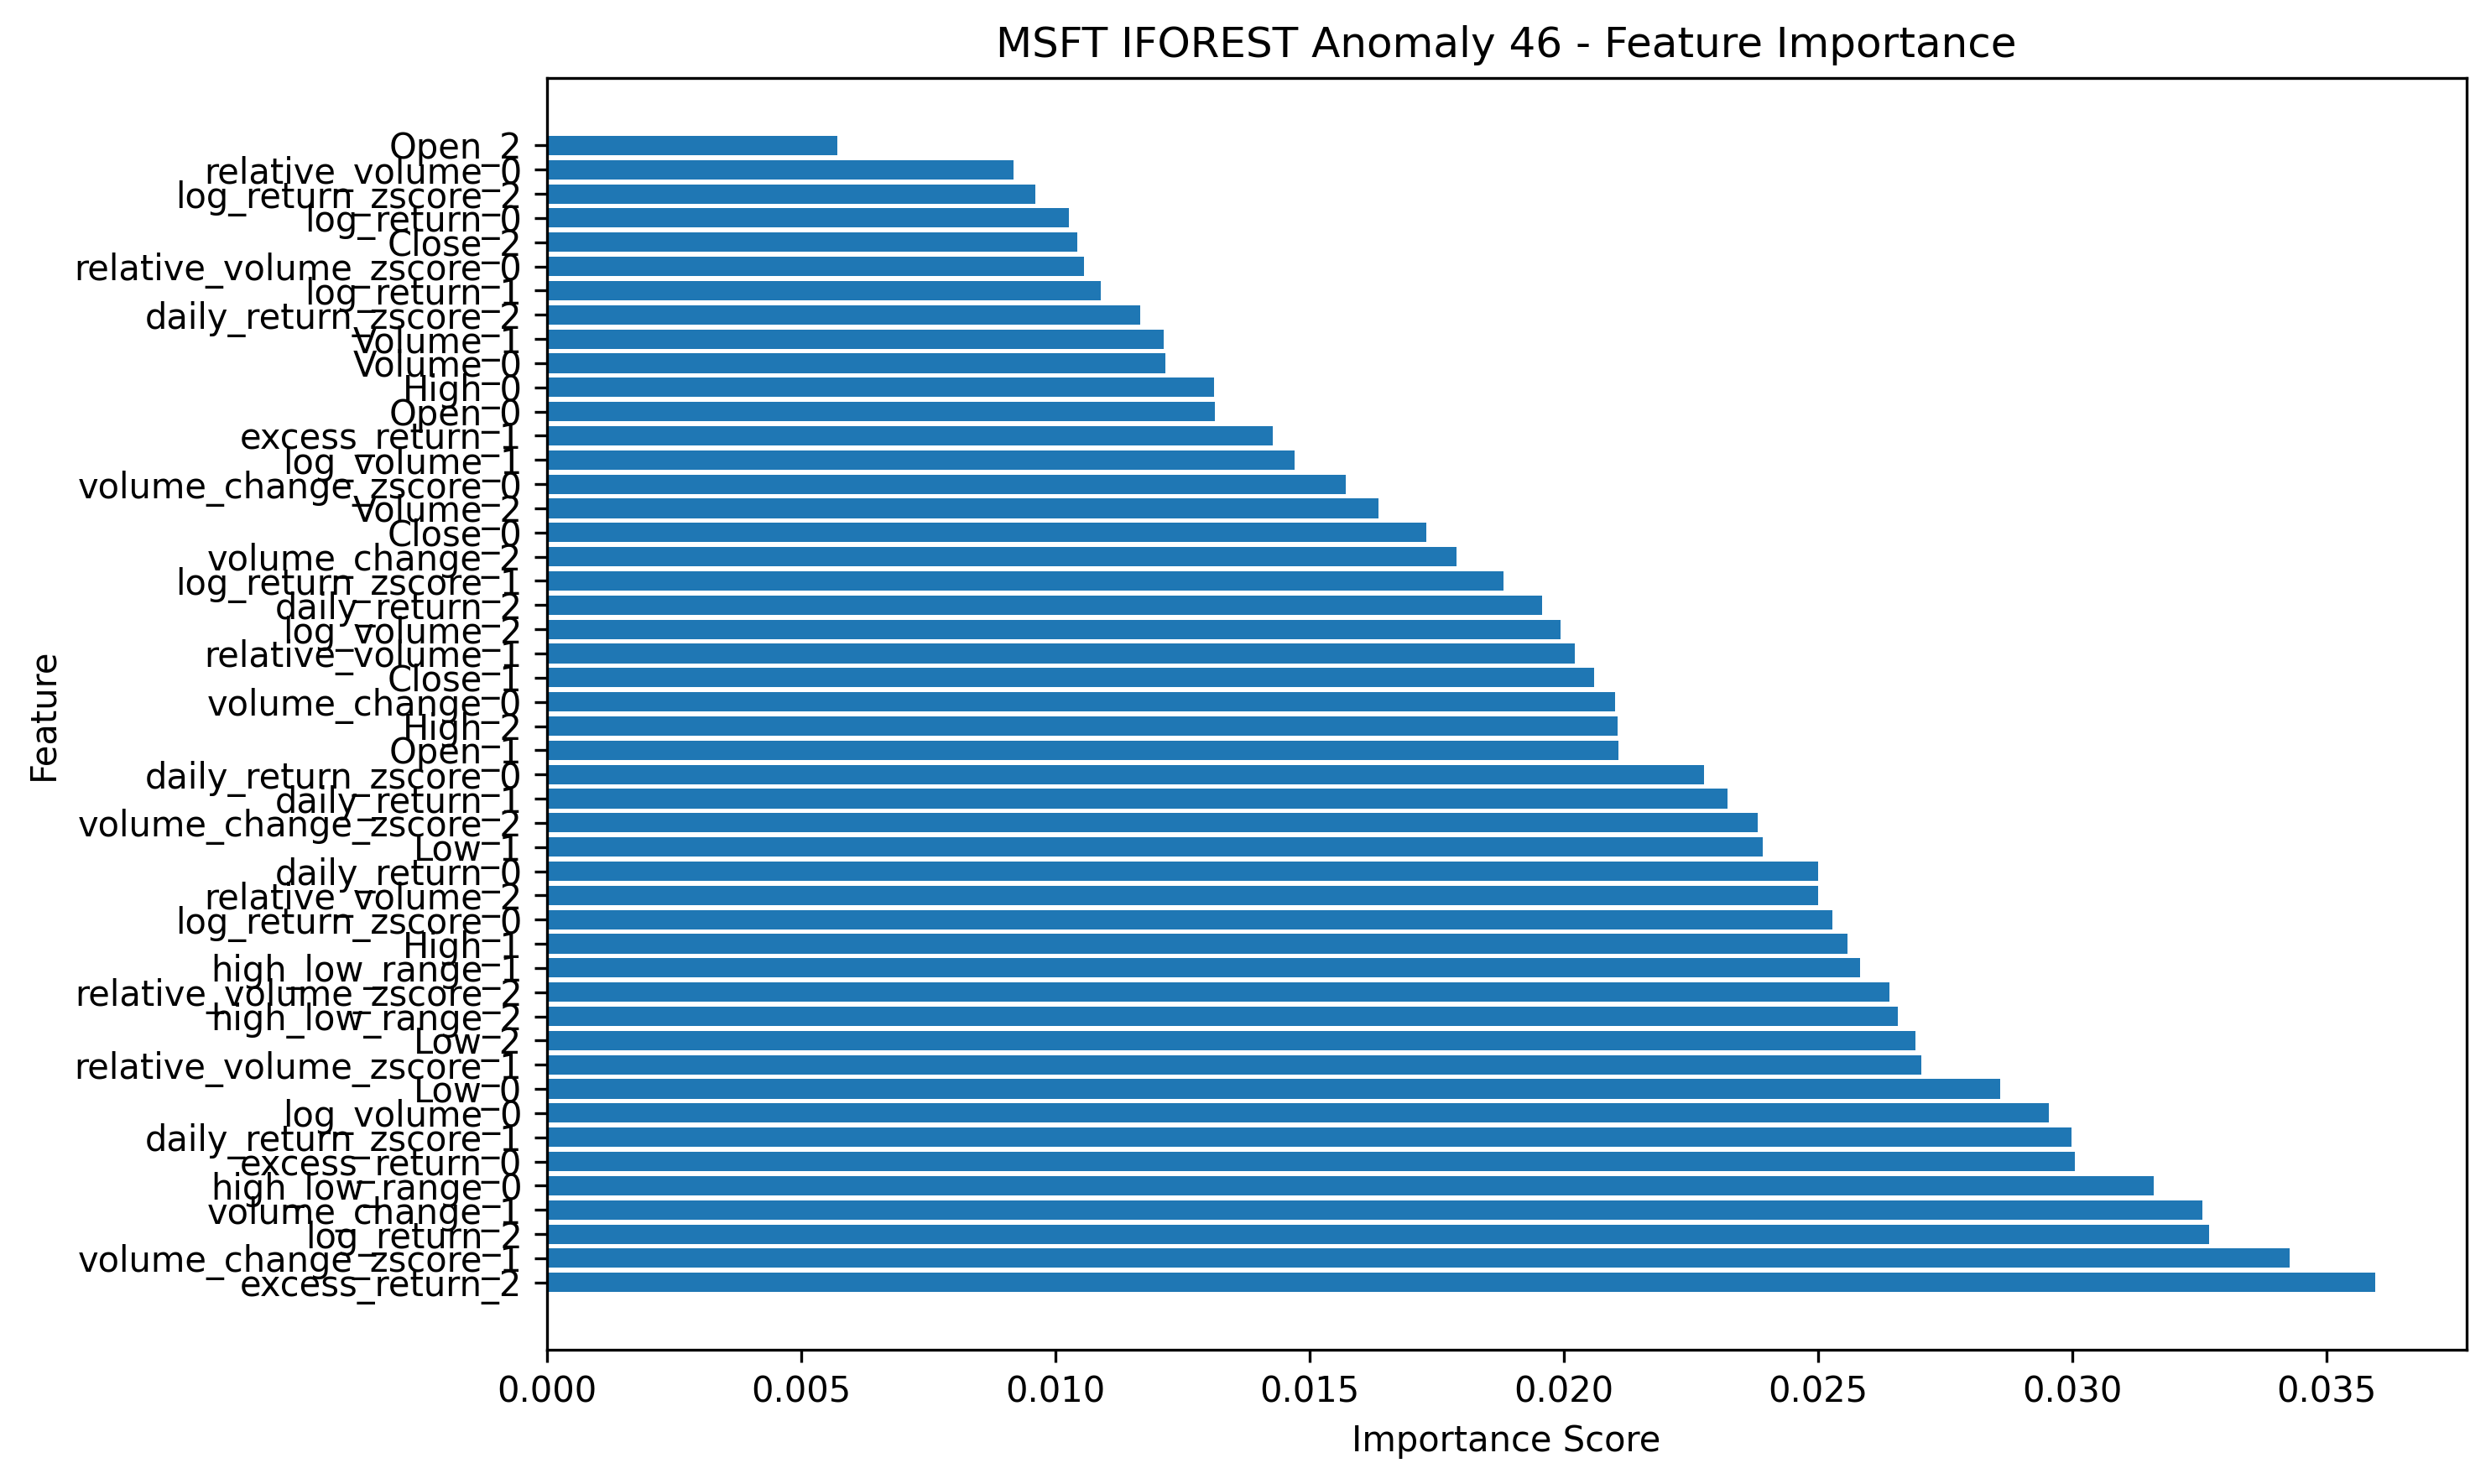 MSFT IFOREST Anomaly 46 - Feature Importance
Open_2
relative_volume_0
log_return_zscore_2
log_return_0
Close_2
relative_volume_zscore_0
log_return_1
daily_return_zscore_2
Volume_1
Volume_0
High_0
Open_0
excess_return_1
log_volume_1
volume_change_zscore_0
Volume_2
Close_0
volume_change_2
log_return_zscore_1
daily_return_2
log_volume_2
relative_volume_1
Close_1
volume_change_0
High_2
Open_1
daily_return_zscore_0
daily_return_1
volume_change_zscore_2
Low_1
daily_return_0
relative_volume_2
log_return_zscore_0
High_1
high_low_range_1
relative_volume_zscore_2
high_low_range_2
Low_2
relative_volume_zscore_1
Low_0
log_volume_0
daily_return_zscore_1
excess_return_0
high_low_range_0
volume_change_1
log_return_2
volume_change_zscore_1
excess_return_2
Feature
0.000 0.005 0.010 0.015 0.020 0.025 0.030 0.035
Importance Score